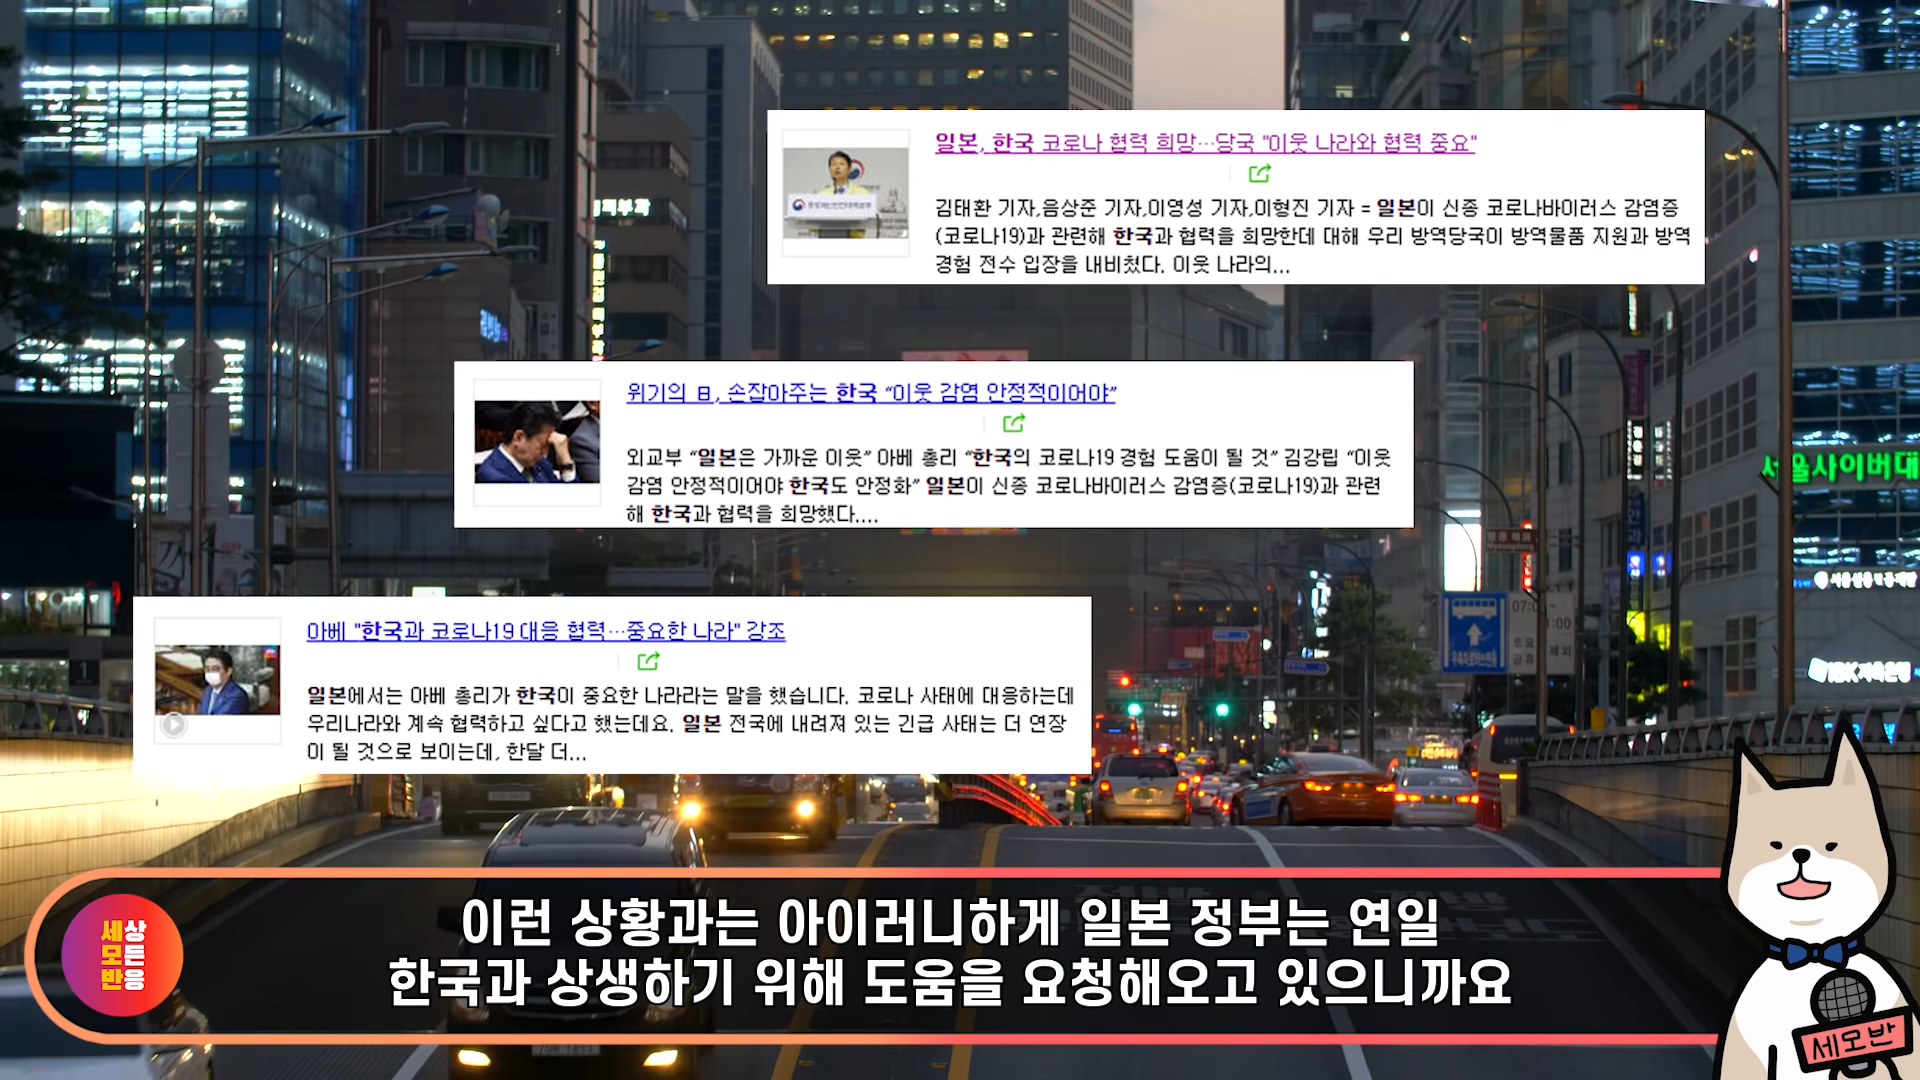 일본, 한국 코로나 협력 희망…당국 "이웃 나라와 협력 중요"
김태환 기자,음상준 기자,이영성 기자,이형진 기자 = 일본이 신종 코로나바이러스 감염증
(코로나19)과 관련해 한국과 협력을 희망한데 대해 우리 방역당국이 방역물품 지원과 방역
경험 전수 입장을 내비쳤다. 이웃 나라의...
위기의 日, 손잡아주는 한국 “이웃 감염 안정적이어야”
외교부 “일본은 가까운 이웃” 아베 총리 “한국의 코로나19 경험 도움이 될 것” 김강립 “이웃
감염 안정적이어야 한국도 안정화” 일본이 신종 코로나바이러스 감염증(코로나19)과 관련
해 한국과 협력을 희망했다....
아베 "한국과 코로나19 대응 협력…중요한 나라" 강조
일본에서는 아베 총리가 한국이 중요한 나라라는 말을 했습니다. 코로나 사태에 대응하는데
우리나라와 계속 협력하고 싶다고 했는데요. 일본 전국에 내려져 있는 긴급 사태는 더 연장
이 될 것으로 보이는데, 한달 더...
피부과
서울사이버대
IBK기업은행
세상
모든
반응
이런 상황과는 아이러니하게 일본 정부는 연일
한국과 상생하기 위해 도움을 요청해오고 있으니까요
세모반